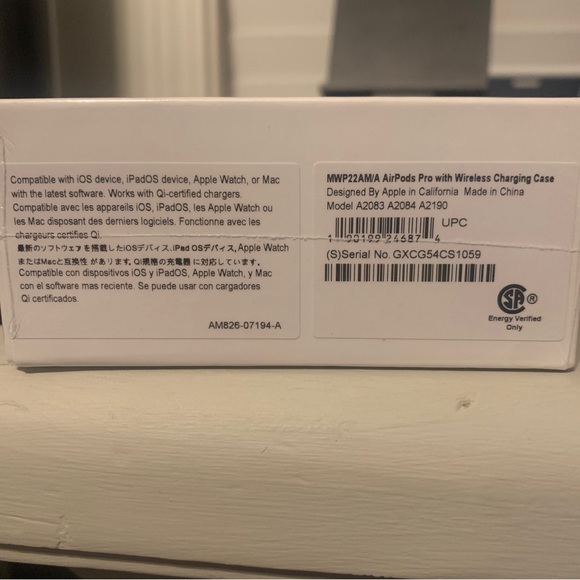 Compatible with iOS device, iPadOS device, Apple Watch, or Mac
with the latest software. Works with Qi-certified chargers.
Compatible avec les appareils iOS, iPadOS, les Apple Watch ou
les Mac disposant des derniers logiciels. Fonctionne avec les
chargeurs certifiés Qi.
最新のソフトウェアを搭載したiOSデバイス、iPad OSデバイス、Apple Watch
またはMacと互換性があります。Qi規格の充電器に対応しています。
Compatible con dispositivos iOS y iPadOS, Apple Watch, y Mac
con el software mas reciente. Se puede usar con cargadores
Qi certificados.
AM826-07194-A
MWP22AM/A AirPods Pro with Wireless Charging Case
Designed By Apple in California Made in China
Model A2083 A2084 A2190
UPC
1 90199 24687 4
(S)Serial No. GXCG54CS1059
SA ®
Energy Verified
Only